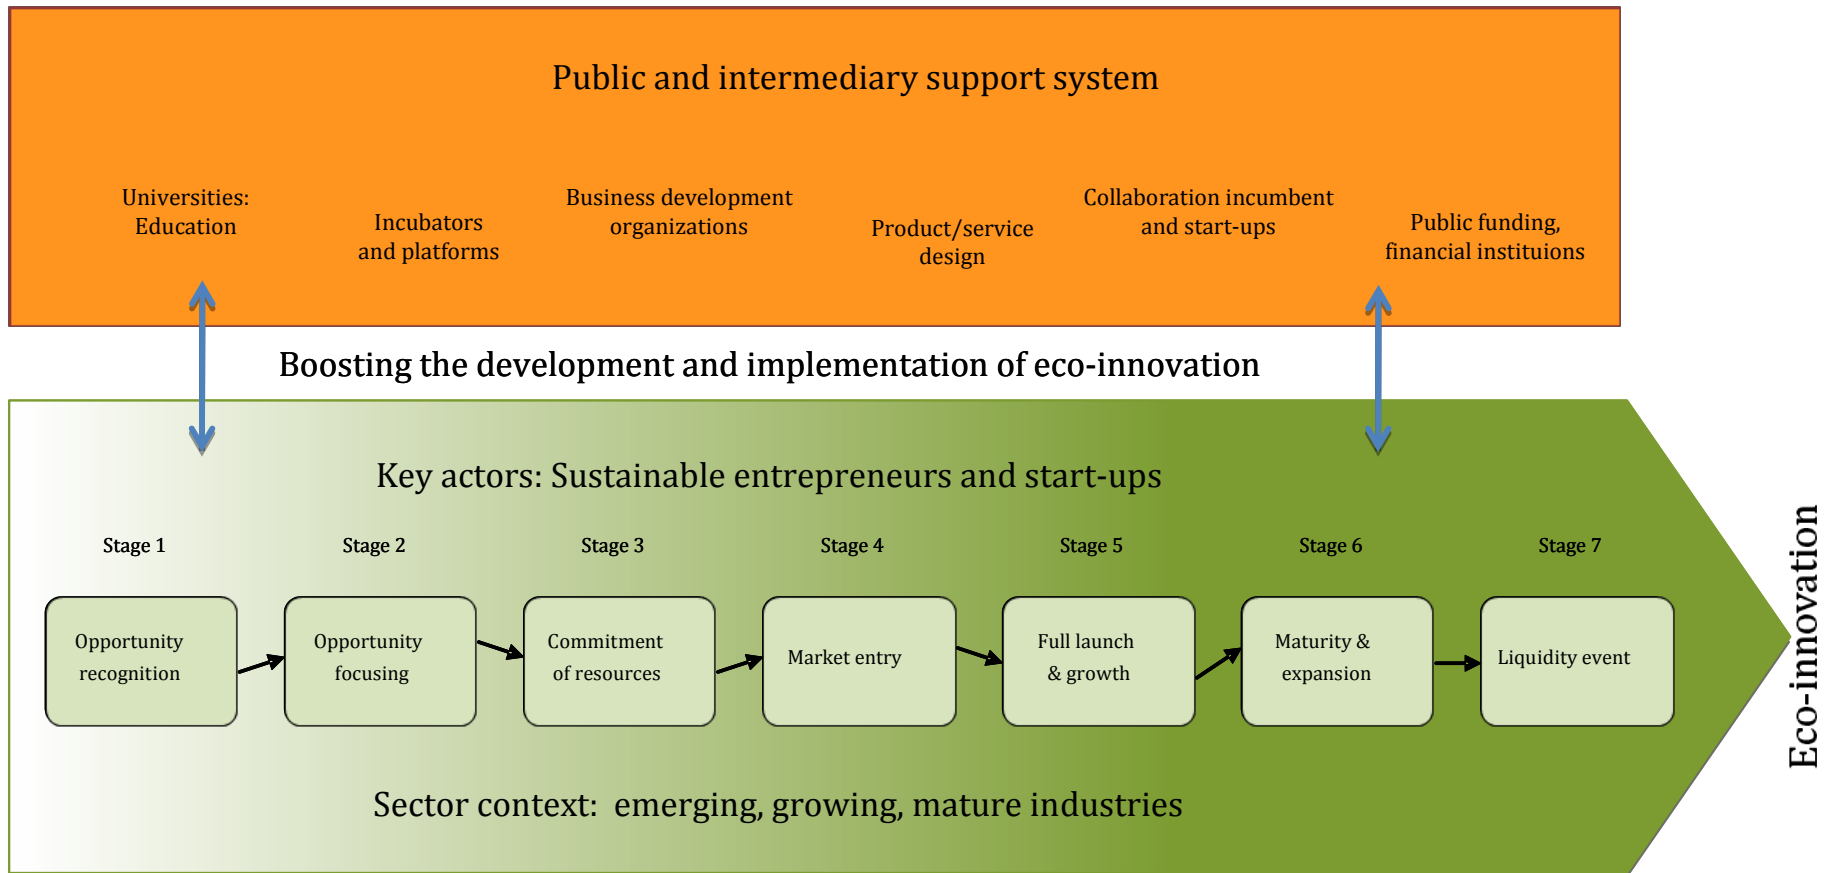 Public and intermediary support system
Universities:
Education
Incubators
and platforms
Business development
organizations
Product/service
design
Collaboration incumbent
and start-ups
Public funding,
financial instituions
Boosting the development and implementation of eco-innovation
Key actors: Sustainable entrepreneurs and start-ups
Stage 1
Stage 2
Stage 3
Stage 4
Stage 5
Stage 6
Stage 7
Opportunity
recognition
Opportunity
focusing
Commitment
of resources
Market entry
Full launch
& growth
Maturity &
expansion
Liquidity event
Sector context:  emerging, growing, mature industries
Eco-innovation